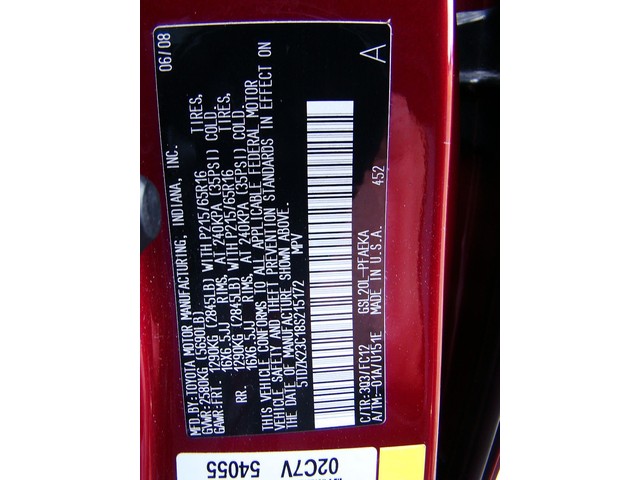 MFD.BY:TOYOTA MOTOR MANUFACTURING, INDIANA, INC. 06/08
GVWR:2580KG(5690LB)
GAWR:FRT. 1290KG (2845LB) WITH P215/65R16 TIRES,
16X6.5JJ RIMS, AT 240KPA (35PSI) COLD.
RR. 1290KG (2845LB) WITH P215/65R16 TIRES,
16X6.5JJ RIMS, AT 240KPA (35PSI) COLD.
THIS VEHICLE CONFORMS TO ALL APPLICABLE FEDERAL MOTOR
VEHICLE SAFETY AND THEFT PREVENTION STANDARDS IN EFFECT ON
THE DATE OF MANUFACTURE SHOWN ABOVE.
5TDZK23C18S215172 MPV
A
C/TR:3Q3/FC12 GSL20L-PFAEKA 452
A/TM:-01A/U151E MADE IN U.S.A.
02C7V
54055